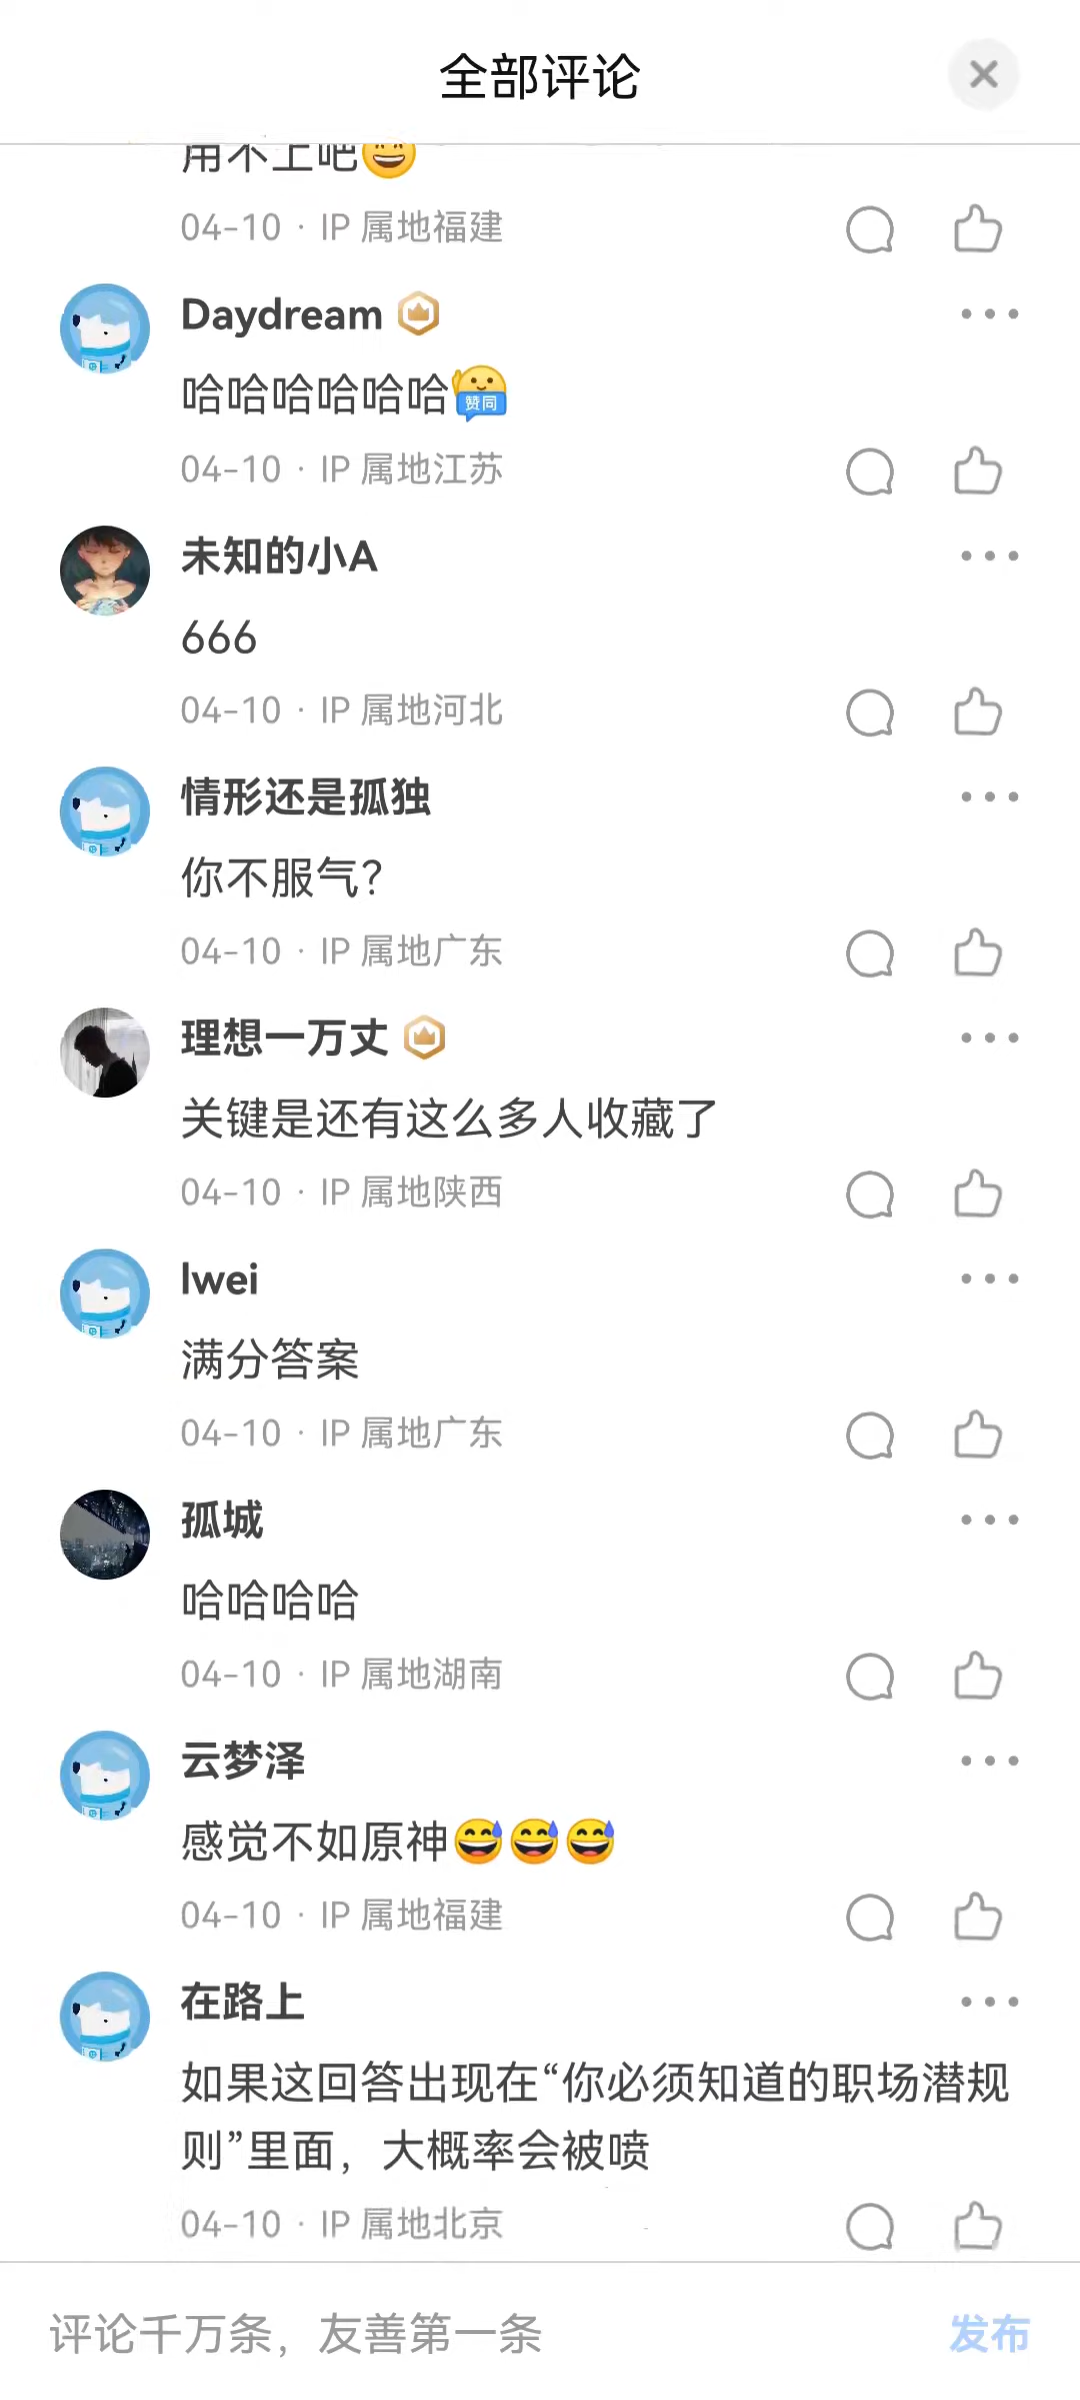 全部评论
用不上吧😄
04-10 · IP 属地福建
Daydream
哈哈哈哈哈哈
赞同
04-10 · IP 属地江苏
未知的小A
666
04-10 · IP 属地河北
情形还是孤独
你不服气?
04-10 · IP 属地广东
理想一万丈
关键是还有这么多人收藏了
04-10 · IP 属地陕西
lwei
满分答案
04-10 · IP 属地广东
孤城
哈哈哈哈
04-10 · IP 属地湖南
云梦泽
感觉不如原神😅😅😅
04-10 · IP 属地福建
在路上
如果这回答出现在“你必须知道的职场潜规
则”里面，大概率会被喷
04-10 · IP 属地北京
评论千万条，友善第一条
发布